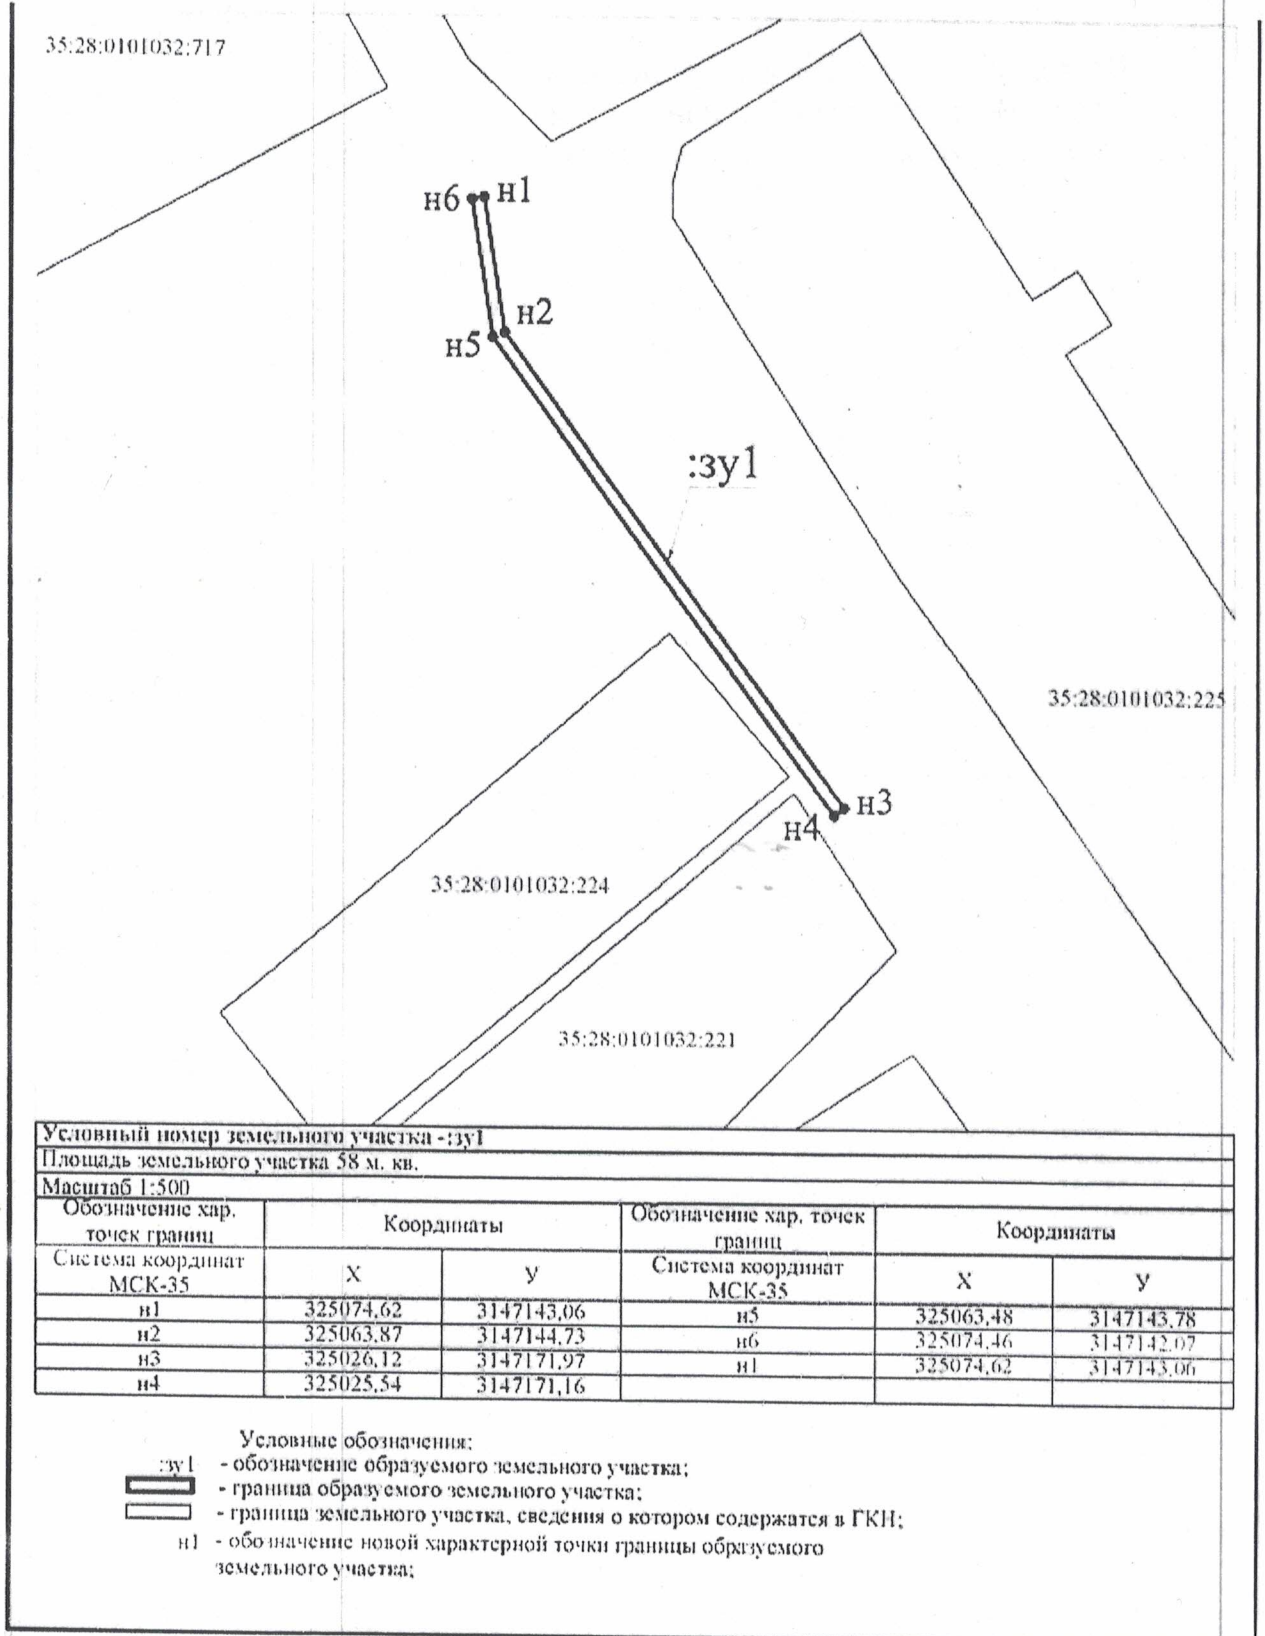 35:28:0101032:717
н6
н1
н2
н5
:зу1
35:28:0101032:225
н3
н4
35:28:0101032:224
35:28:0101032:221
Условный номер земельного участка -:зу1
Площадь земельного участка 58 м. кв.
Масштаб 1:500
Обозначение хар. точек границ Координаты Обозначение хар. точек границ Координаты
Система координат МСК-35 X У Система координат МСК-35 X У
н1 325074,62 3147143,06 н5 325063,48 3147143,78
н2 325063,87 3147144,73 н6 325074,46 3147142,07
н3 325026,12 3147171,97 н1 325074,62 3147143,06
н4 325025,54 3147171,16
Условные обозначения:
:зу1 - обозначение образуемого земельного участка;
- граница образуемого земельного участка;
- граница земельного участка, сведения о котором содержатся в ГКН;
н1 - обозначение новой характерной точки границы образуемого
земельного участка;